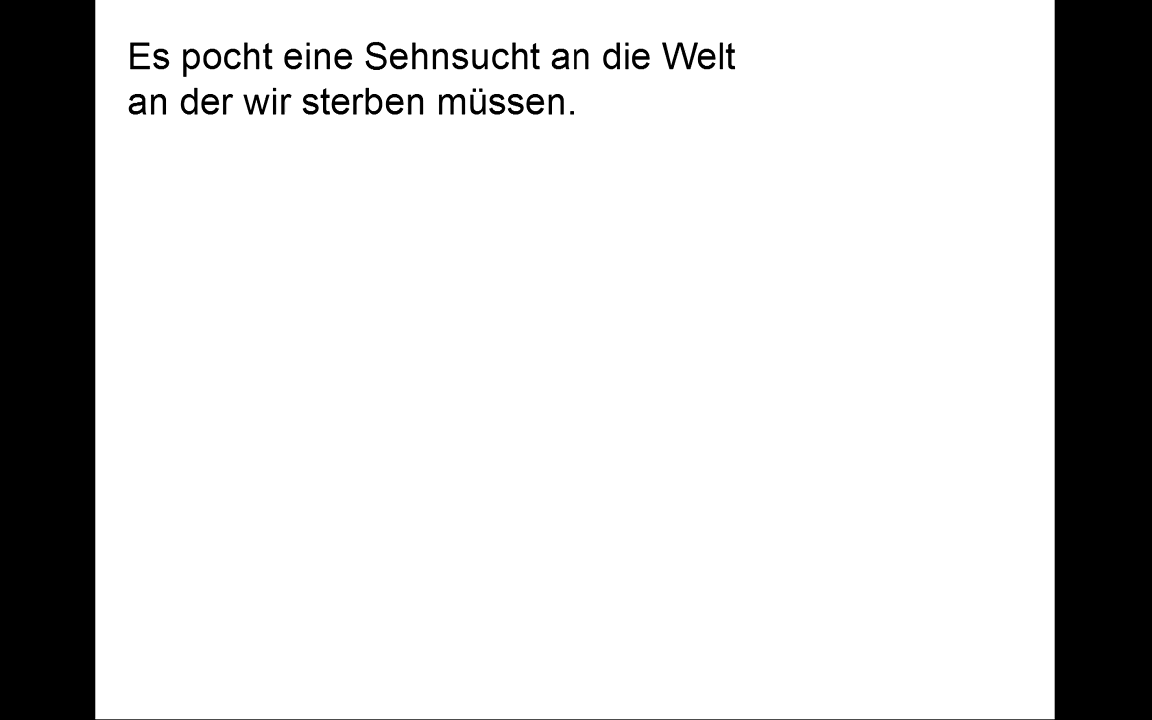 Es pocht eine Sehnsucht an die Welt
an der wir sterben müssen.